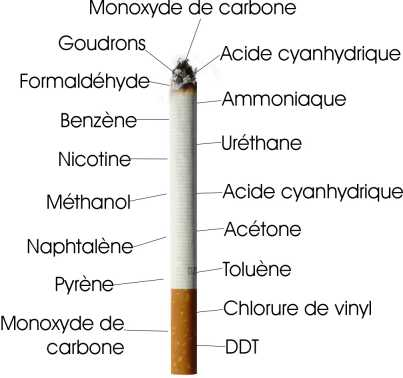 Monoxyde de carbone
Goudrons
Acide cyanhydrique
Formaldéhyde
Ammoniaque
Benzène
Uréthane
Nicotine
Acide cyanhydrique
Méthanol
Acétone
Naphtalène
Toluène
Pyrène
Chlorure de vinyl
Monoxyde de
carbone
DDT